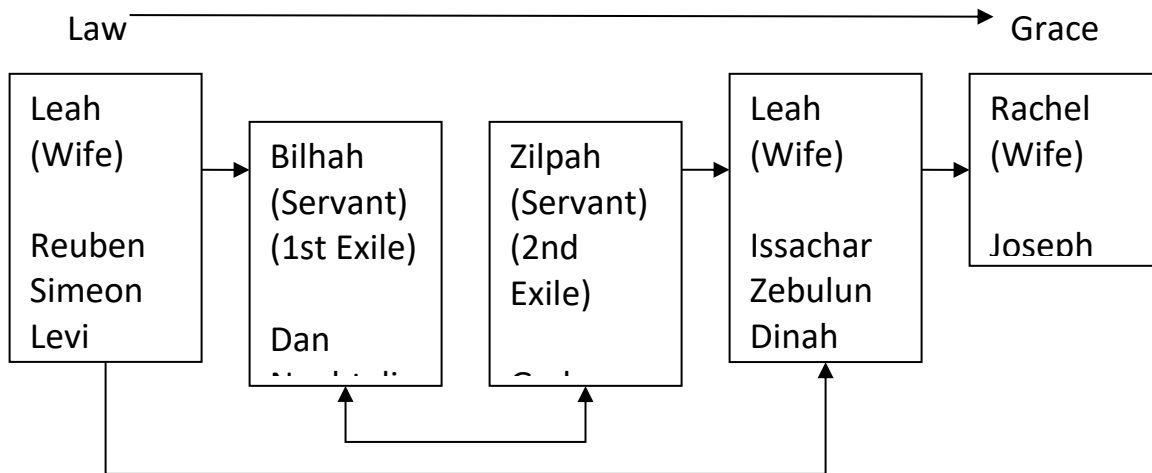 Law
Grace
Leah
(Wife)
Reuben
Simeon
Levi
Bilhah
(Servant)
(1st Exile)
Dan
Zilpah
(Servant)
(2nd
Exile)
Leah
(Wife)
Issachar
Zebulun
Dinah
Rachel
(Wife)
Joseph